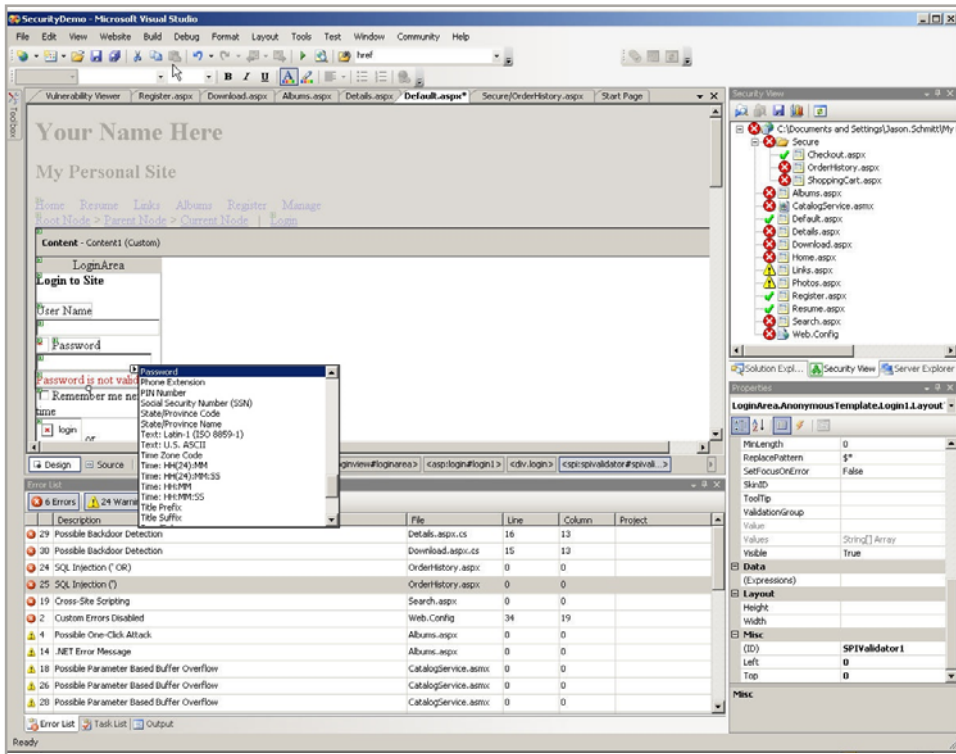 SecurityDemo - Microsoft Visual Studio
File Edit View Website Build Debug Format Layout Tools Test Window Community Help
href
B I U A
Vulnerability Viewer Register.aspx Download.aspx Albums.aspx Details.aspx Default.aspx* Secure/OrderHistory.aspx Start Page
Toolbox
Your Name Here
My Personal Site
Home Resume Links Albums Register Manage
Root Node > Parent Node > Current Node | Login
Content - Content1 (Custom)
LoginArea
Login to Site
User Name
Password
Password is not valid
Remember me ne
time
login
or
Password
Phone Extension
PIN Number
Social Security Number (SSN)
State/Province Code
State/Province Name
Text: Latin-1 (ISO 8859-1)
Text: U.S. ASCII
Time Zone Code
Time: HH(24):MM
Time: HH(24):MM:SS
Time: HH:MM
Time: HH:MM:SS
Title Prefix
Title Suffix
Design Source
ginview#loginarea> <asp:login#login1> <div.login> <spi:spivalidator#spivali...>
Error List
6 Errors 24 Warnin
Description File Line Column Project
29 Possible Backdoor Detection Details.aspx.cs 16 13
30 Possible Backdoor Detection Download.aspx.cs 15 13
24 SQL Injection (' OR) OrderHistory.aspx 0 0
25 SQL Injection (') OrderHistory.aspx 0 0
19 Cross-Site Scripting Search.aspx 0 0
2 Custom Errors Disabled Web.Config 34 19
4 Possible One-Click Attack Albums.aspx 0 0
14 .NET Error Message Albums.aspx 0 0
18 Possible Parameter Based Buffer Overflow CatalogService.asmx 0 0
26 Possible Parameter Based Buffer Overflow CatalogService.asmx 0 0
28 Possible Parameter Based Buffer Overflow CatalogService.asmx 0 0
Error List Task List Output
Ready
Security View
C:\Documents and Settings\Jason.Schmitt\My
Secure
Checkout.aspx
OrderHistory.aspx
ShoppingCart.aspx
Albums.aspx
CatalogService.asmx
Default.aspx
Details.aspx
Download.aspx
Home.aspx
Links.aspx
Photos.aspx
Register.aspx
Resume.aspx
Search.aspx
Web.Config
Solution Expl... Security View Server Explorer
Properties
LoginArea.AnonymousTemplate.Login1.Layout
MinLength 0
ReplacePattern $*
SetFocusOnError False
SkinID
ToolTip
ValidationGroup
Value
Values String[] Array
Visible True
Data
(Expressions)
Layout
Height
Width
Misc
(ID) SPIValidator1
Left 0
Top 0
Misc